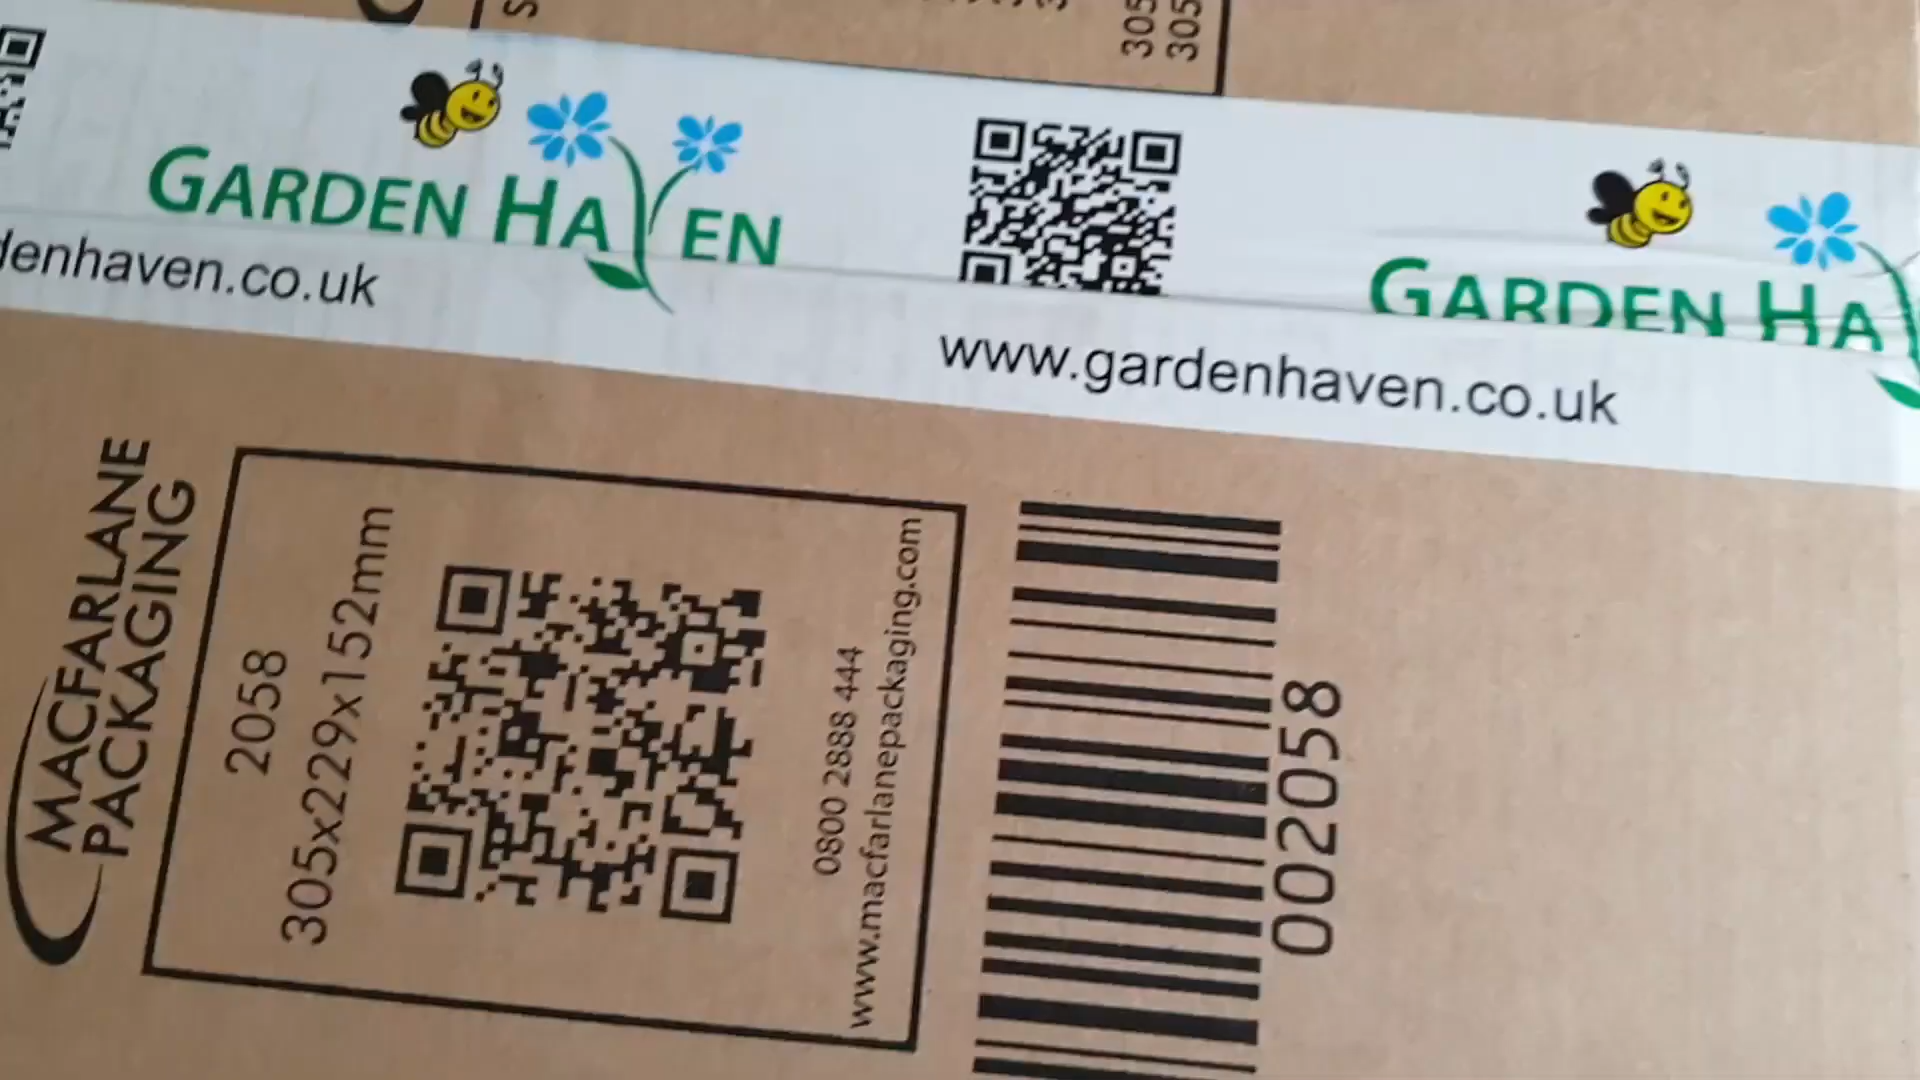 305
305
GARDEN HAVEN
GARDEN HA
denhaven.co.uk
www.gardenhaven.co.uk
MACFARLANE
PACKAGING
2058
305x229x152mm
0800 2888 444
www.macfarlanepackaging.com
002058